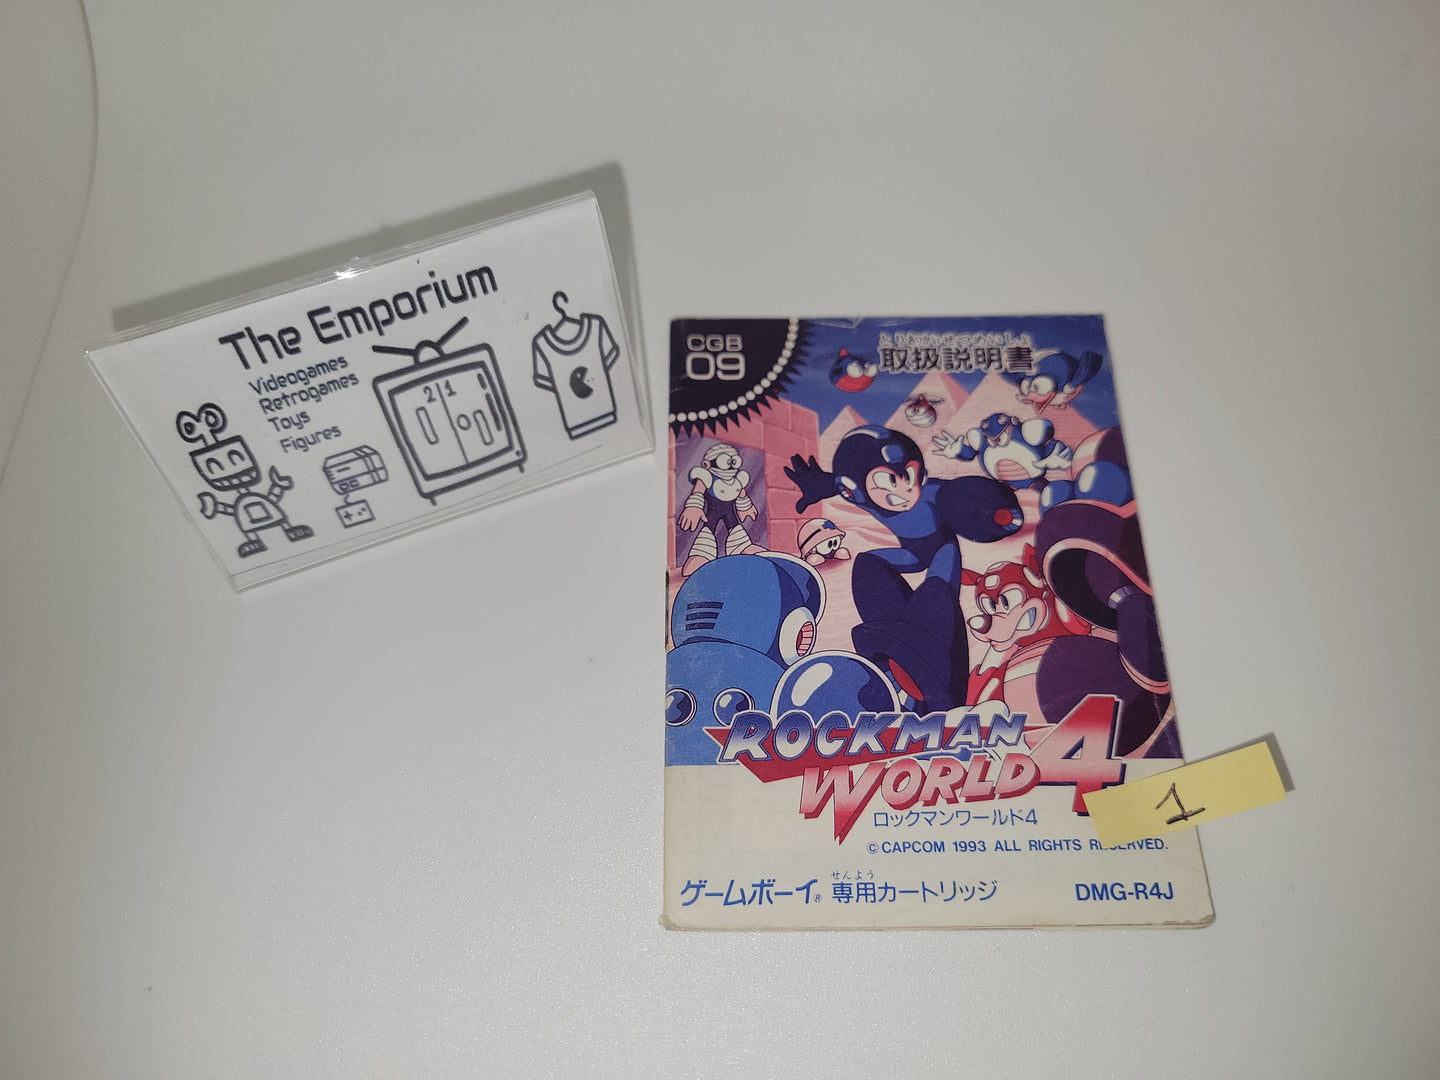 The Emporium
Videogames
Retrogames
Toys
Figures
2 1
CGB
09
とりあつかいせつめいしょ
取扱説明書
ROCKMAN
WORLD 4
ロックマンワールド4
©CAPCOM 1993 ALL RIGHTS RESERVED.
1
ゲームボーイ® 専用カートリッジ
せんよう
DMG-R4J